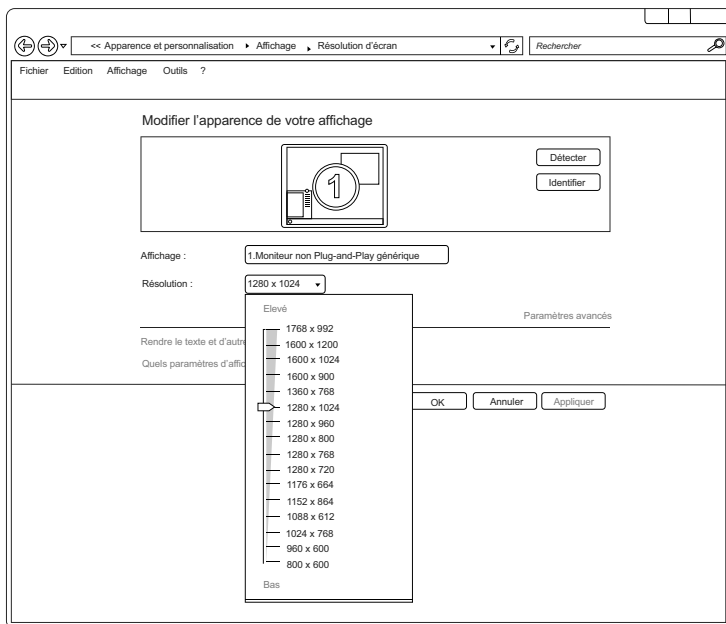 << Apparence et personnalisation Affichage Résolution d'écran Rechercher
Fichier Edition Affichage Outils ?
Modifier l'apparence de votre affichage
1
Détecter
Identifier
Affichage : 1.Moniteur non Plug-and-Play générique
Résolution : 1280 x 1024
Elevé
Paramètres avancés
1768 x 992
Rendre le texte et d'autre
1600 x 1200
1600 x 1024
Quels paramètres d'affic
1600 x 900
1360 x 768
1280 x 1024
OK Annuler Appliquer
1280 x 960
1280 x 800
1280 x 768
1280 x 720
1176 x 664
1152 x 864
1088 x 612
1024 x 768
960 x 600
800 x 600
Bas